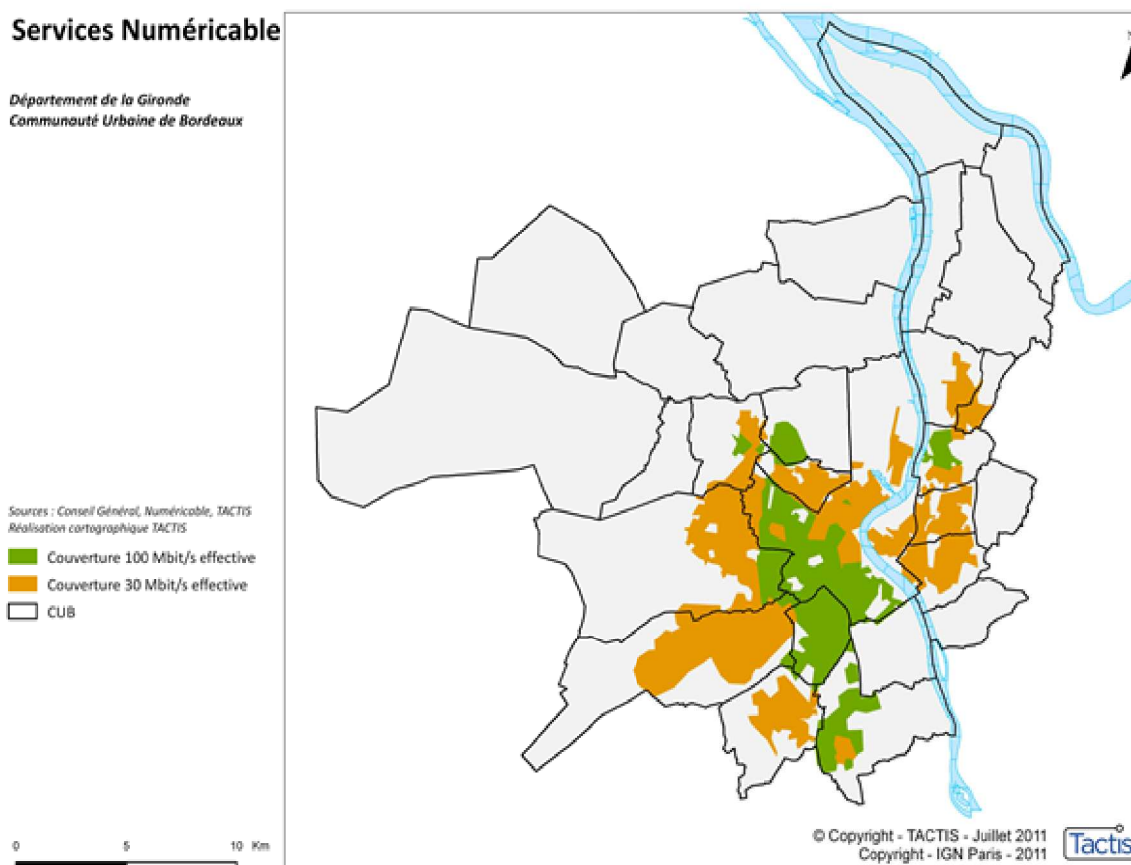 Services Numéricable
Département de la Gironde
Communauté Urbaine de Bordeaux
N
Sources : Conseil Général, Numéricable, TACTIS
Réalisation cartographique TACTIS
Couverture 100 Mbit/s effective
Couverture 30 Mbit/s effective
CUB
0 5 10 Km
© Copyright - TACTIS - Juillet 2011
Copyright - IGN Paris - 2011
Tactis